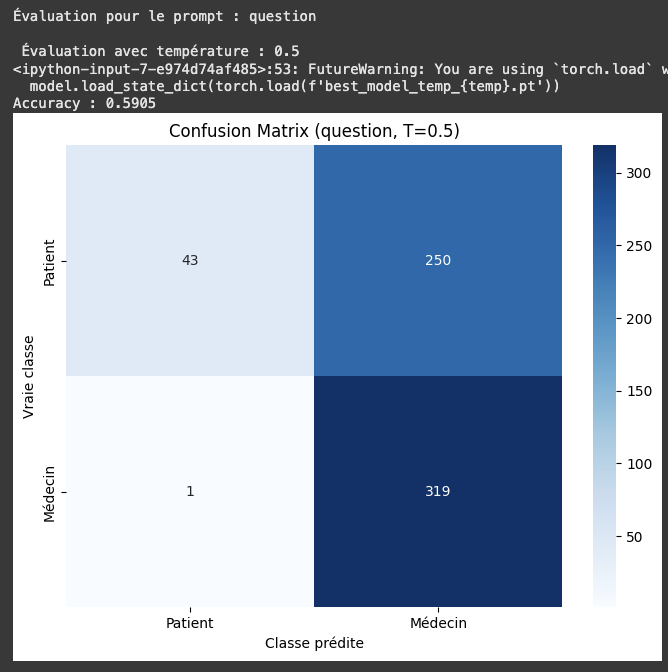 Évaluation pour le prompt : question
Évaluation avec température : 0.5
<ipython-input-7-e974d74af485>:53: FutureWarning: You are using `torch.load` w
model.load_state_dict(torch.load(f'best_model_temp_{temp}.pt'))
Accuracy : 0.5905
Confusion Matrix (question, T=0.5)
Patient
43
250
Médecin
1
319
Vraie classe
Patient
Médecin
Classe prédite
300
250
200
150
100
50